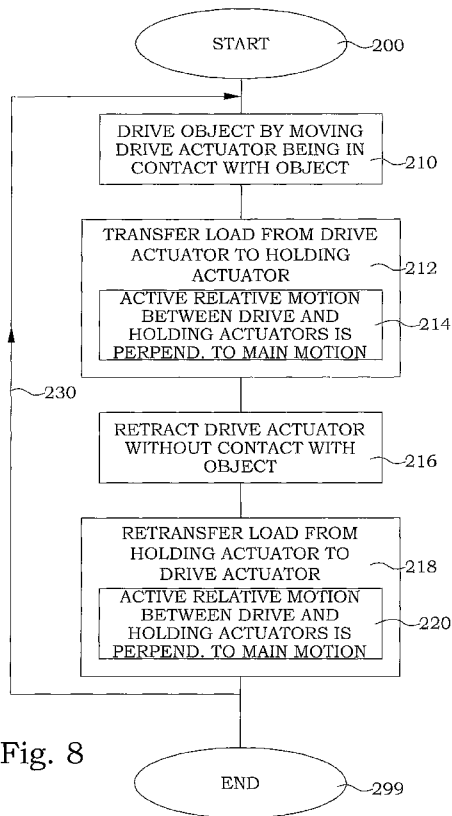 START
200
DRIVE OBJECT BY MOVING
DRIVE ACTUATOR BEING IN
CONTACT WITH OBJECT
210
TRANSFER LOAD FROM DRIVE
ACTUATOR TO HOLDING
ACTUATOR
212
ACTIVE RELATIVE MOTION
BETWEEN DRIVE AND
HOLDING ACTUATORS IS
PERPEND. TO MAIN MOTION
214
230
RETRACT DRIVE ACTUATOR
WITHOUT CONTACT WITH
OBJECT
216
RETRANSFER LOAD FROM
HOLDING ACTUATOR TO
DRIVE ACTUATOR
218
ACTIVE RELATIVE MOTION
BETWEEN DRIVE AND
HOLDING ACTUATORS IS
PERPEND. TO MAIN MOTION
220
Fig. 8
END
299